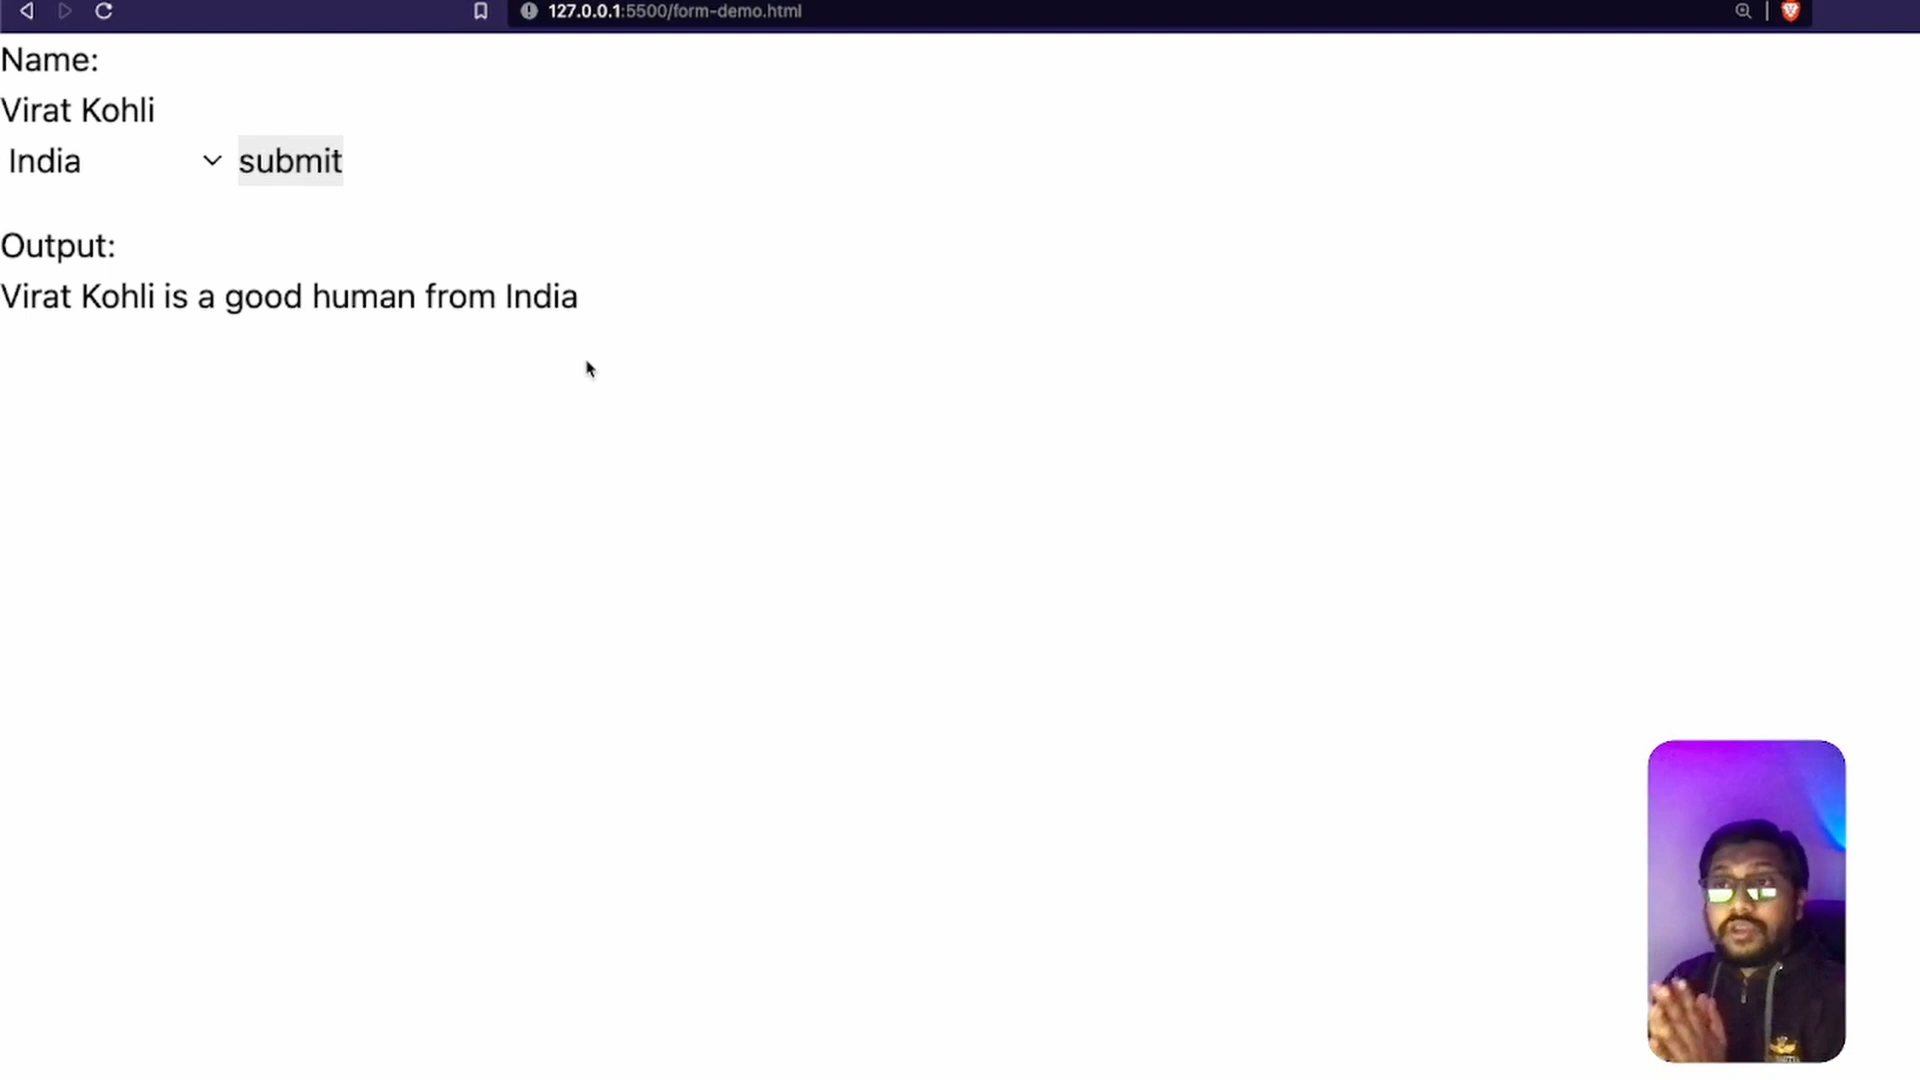 127.0.0.1:5500/form-demo.html
Name:
Virat Kohli
India submit
Output:
Virat Kohli is a good human from India